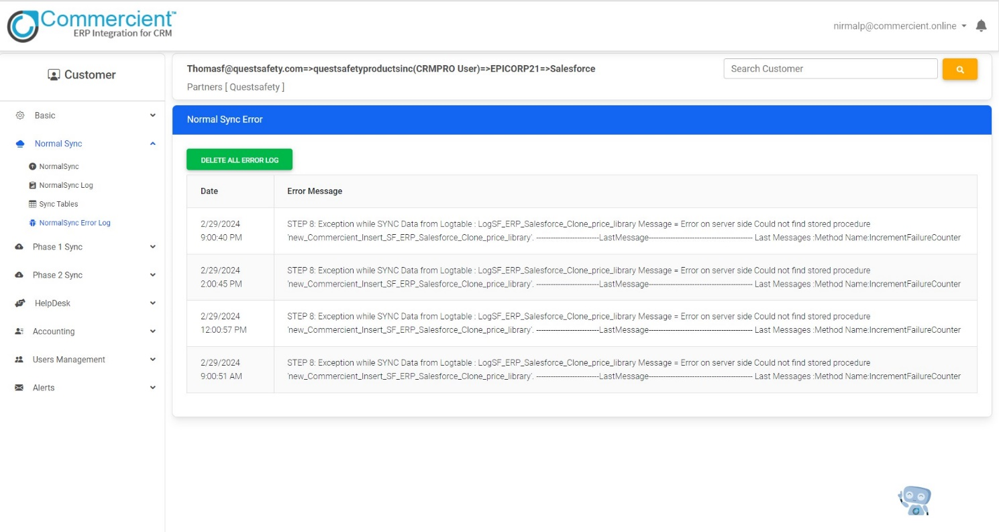 Commercient™
ERP Integration for CRM
nirmalp@commercient.online
Customer
Thomasf@questsafety.com=>questsafetyproductsinc(CRMPRO User)=>EPICORP21=>Salesforce
Search Customer
Partners [ Questsafety ]
Basic
Normal Sync
NormalSync
NormalSync Log
Sync Tables
NormalSync Error Log
Phase 1 Sync
Phase 2 Sync
HelpDesk
Accounting
Users Management
Alerts
Normal Sync Error
DELETE ALL ERROR LOG
Date Error Message
2/29/2024 STEP 8: Exception while SYNC Data from Logtable : LogSF_ERP_Salesforce_Clone_price_library Message = Error on server side Could not find stored procedure
9:00:40 PM 'new_Commercient_Insert_SF_ERP_Salesforce_Clone_price_library'. --------------------------LastMessage------------------------------------------- Last Messages :Method Name:IncrementFailureCounter
2/29/2024 STEP 8: Exception while SYNC Data from Logtable : LogSF_ERP_Salesforce_Clone_price_library Message = Error on server side Could not find stored procedure
2:00:45 PM 'new_Commercient_Insert_SF_ERP_Salesforce_Clone_price_library'. --------------------------LastMessage------------------------------------------- Last Messages :Method Name:IncrementFailureCounter
2/29/2024 STEP 8: Exception while SYNC Data from Logtable : LogSF_ERP_Salesforce_Clone_price_library Message = Error on server side Could not find stored procedure
12:00:57 PM 'new_Commercient_Insert_SF_ERP_Salesforce_Clone_price_library'. --------------------------LastMessage------------------------------------------- Last Messages :Method Name:IncrementFailureCounter
2/29/2024 STEP 8: Exception while SYNC Data from Logtable : LogSF_ERP_Salesforce_Clone_price_library Message = Error on server side Could not find stored procedure
9:00:51 AM 'new_Commercient_Insert_SF_ERP_Salesforce_Clone_price_library'. --------------------------LastMessage------------------------------------------- Last Messages :Method Name:IncrementFailureCounter